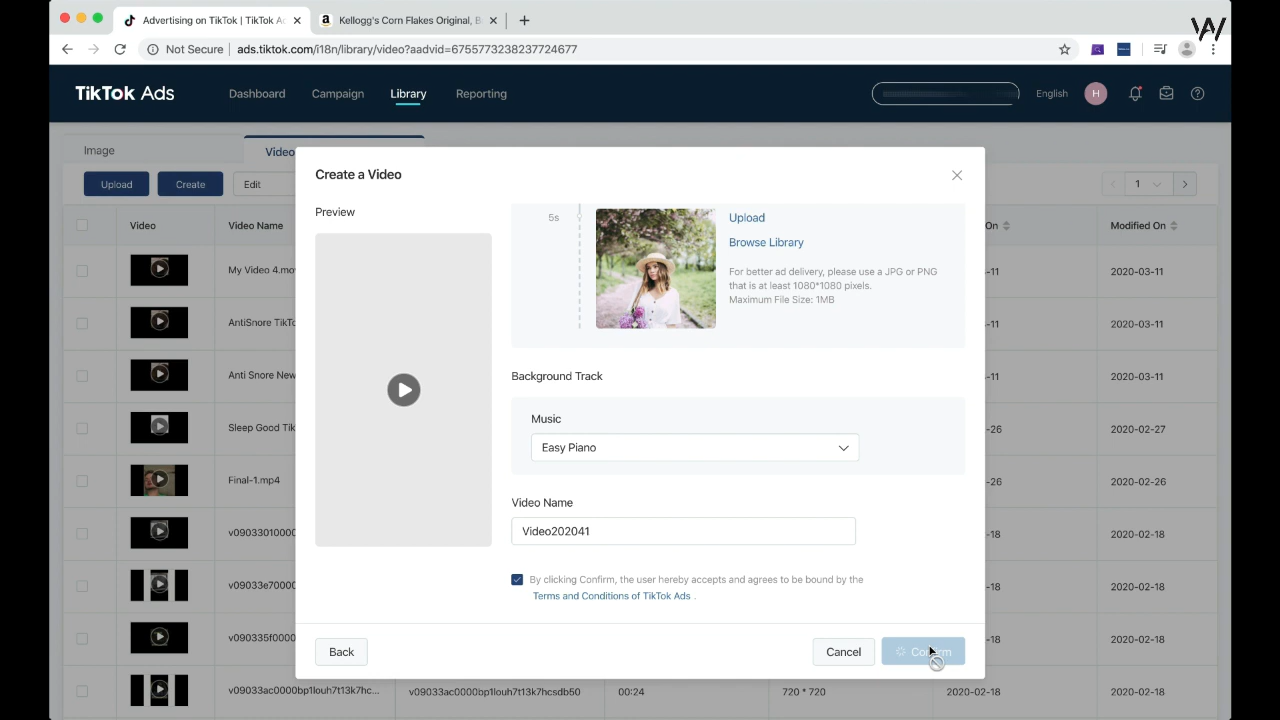 Advertising on TikTok | TikTok Ac
Kellogg's Corn Flakes Original, B
Not Secure
ads.tiktok.com/i18n/library/video?aadvid=6755773238237724677
TikTok Ads
Dashboard
Campaign
Library
Reporting
English
H
Image
Video
Upload
Create
Edit
1
Video
Video Name
On
Modified On
My Video 4.mov
-11
2020-03-11
AntiSnore TikTo
-11
2020-03-11
Anti Snore New
-11
2020-03-11
Sleep Good Tik
-26
2020-02-27
Final-1.mp4
-26
2020-02-26
v0903301000
-18
2020-02-18
v09033e70000
-18
2020-02-18
v090335f0000
-18
2020-02-18
v09033ac0000bp1louh7t13k7hc...
v09033ac0000bp1louh7t13k7hcsdb50
00:24
720 * 720
2020-02-18
2020-02-18
Create a Video
Preview
5s
Upload
Browse Library
For better ad delivery, please use a JPG or PNG
that is at least 1080*1080 pixels.
Maximum File Size: 1MB
Background Track
Music
Easy Piano
Video Name
Video202041
By clicking Confirm, the user hereby accepts and agrees to be bound by the
Terms and Conditions of TikTok Ads .
Back
Cancel
Confirm